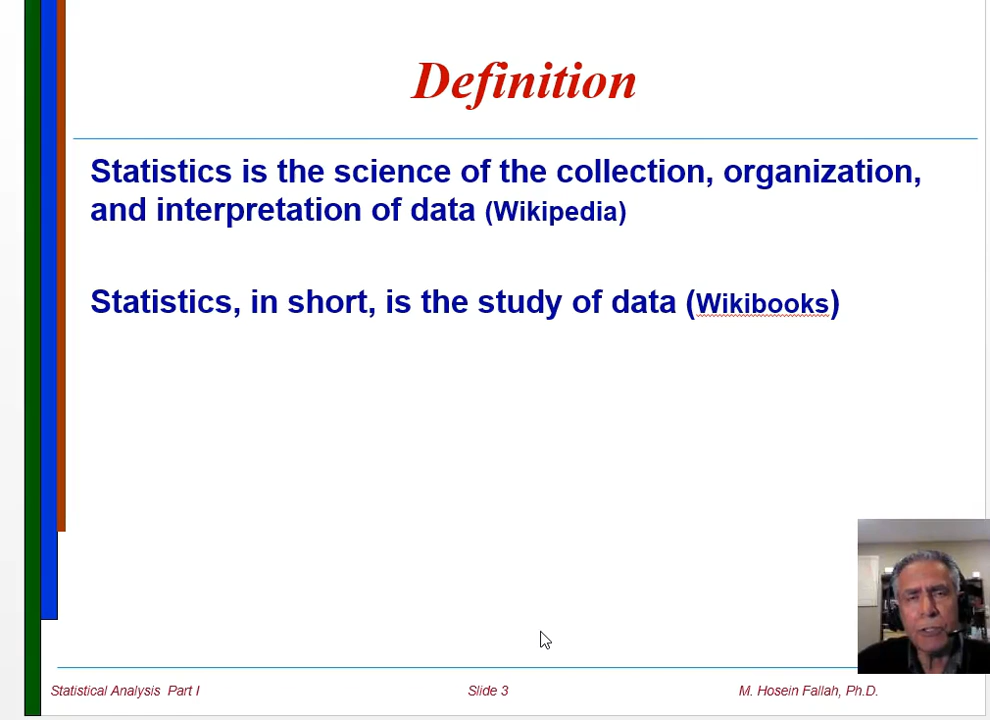 Definition
Statistics is the science of the collection, organization,
and interpretation of data (Wikipedia)
Statistics, in short, is the study of data (Wikibooks)
Statistical Analysis Part I
Slide 3
M. Hosein Fallah, Ph.D.